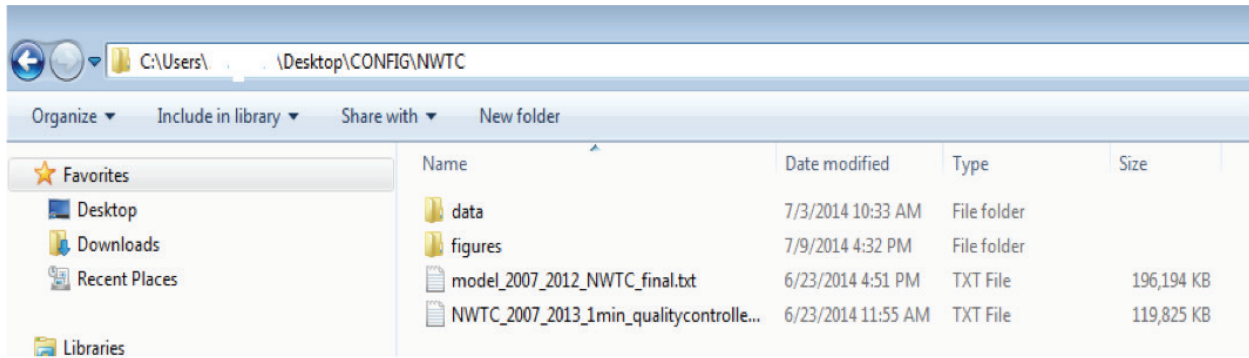 C:\Users\ \Desktop\CONFIG\NWTC
Organize Include in library Share with New folder
Favorites
Desktop
Downloads
Recent Places
Libraries
Name Date modified Type Size
data 7/3/2014 10:33 AM File folder
figures 7/9/2014 4:32 PM File folder
model_2007_2012_NWTC_final.txt 6/23/2014 4:51 PM TXT File 196,194 KB
NWTC_2007_2013_1min_qualitycontrolle... 6/23/2014 11:55 AM TXT File 119,825 KB